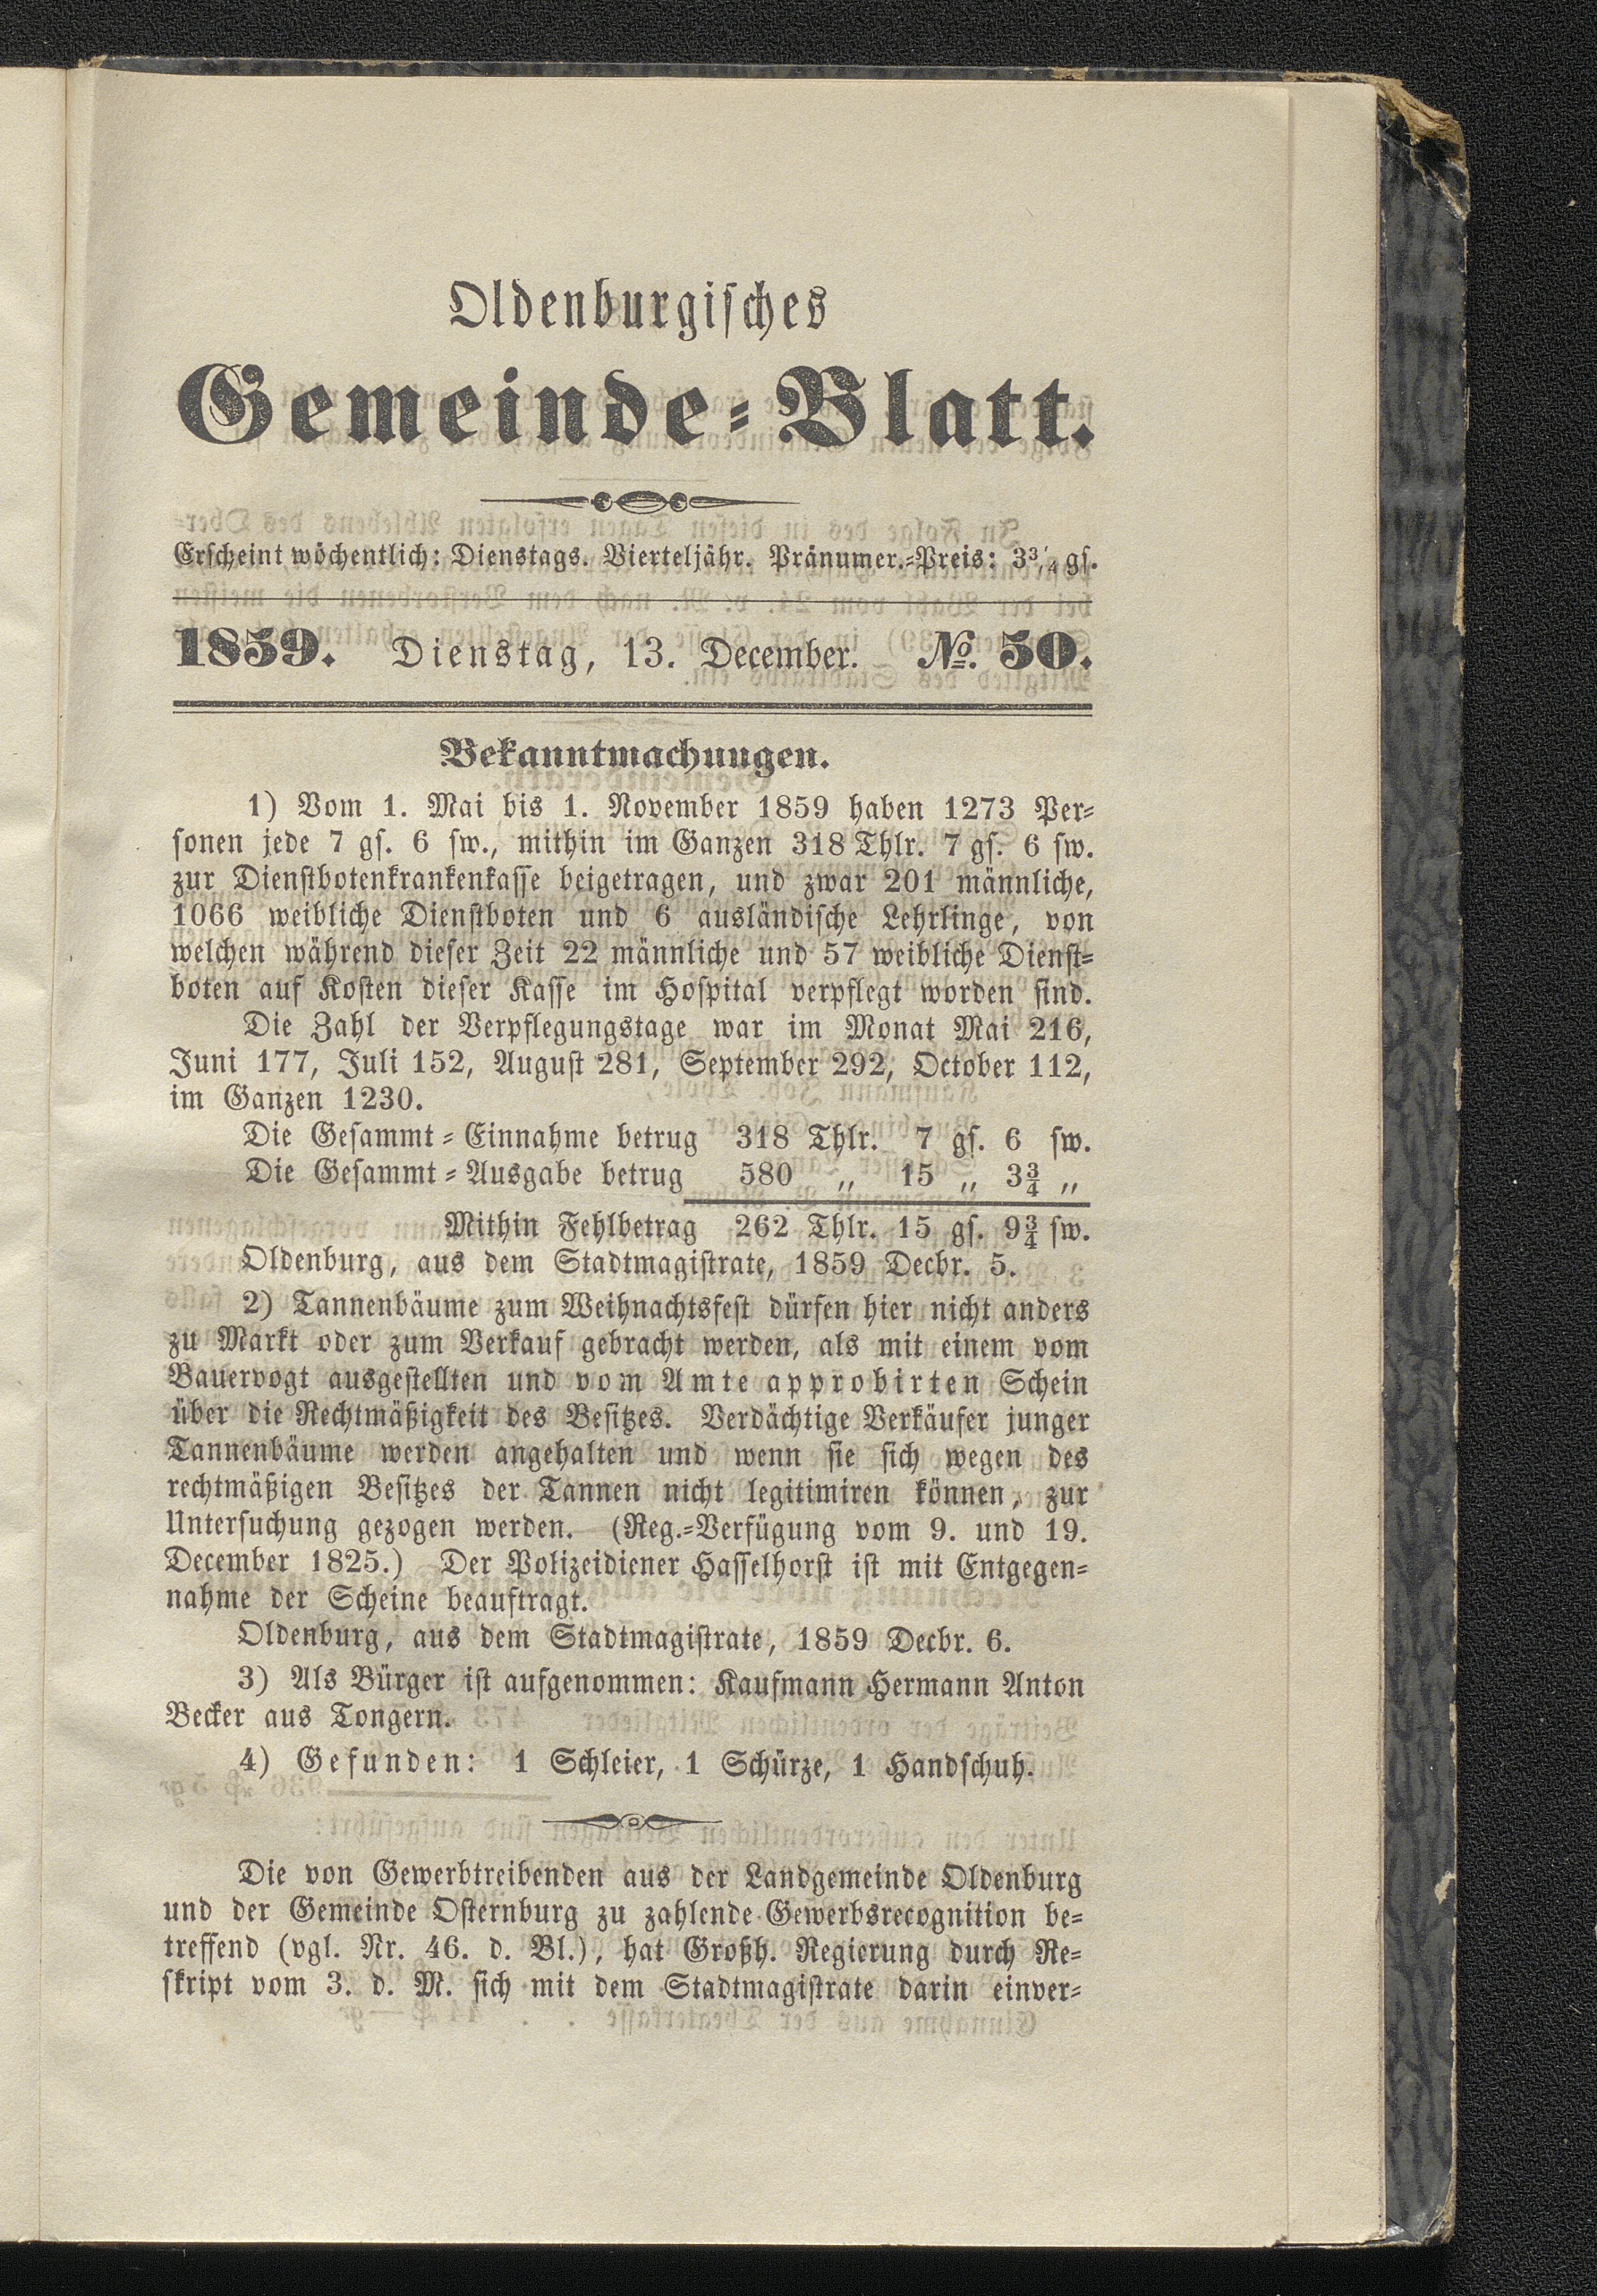 Oldenburgisches
Gemeinde-Blatt.
Erscheint wöchentlich: Dienstags. Vierteljähr. Pränumer.-Preis: 3¾ gs.
1859. Dienstag, 13. December. №. 50.
Bekanntmachungen.
1) Vom 1. Mai bis 1. November 1859 haben 1273 Per-
sonen jede 7 gs. 6 sw., mithin im Ganzen 318 Thlr. 7 gs. 6 sw.
zur Dienstbotenkrankenkasse beigetragen, und zwar 201 männliche,
1066 weibliche Dienstboten und 6 ausländische Lehrlinge, von
welchen während dieser Zeit 22 männliche und 57 weibliche Dienst-
boten auf Kosten dieser Kasse im Hospital verpflegt worden sind.
Die Zahl der Verpflegungstage war im Monat Mai 216,
Juni 177, Juli 152, August 281, September 292, October 112,
im Ganzen 1230.
Die Gesammt-Einnahme betrug 318 Thlr. 7 gs. 6 sw.
Die Gesammt-Ausgabe betrug 580 „ 15 „ 3¾ „
Mithin Fehlbetrag 262 Thlr. 15 gs. 9¾ sw.
Oldenburg, aus dem Stadtmagistrate, 1859 Decbr. 5.
2) Tannenbäume zum Weihnachtsfest dürfen hier nicht anders
zu Markt oder zum Verkauf gebracht werden, als mit einem vom
Bauervogt ausgestellten und vom Amte approbirten Schein
über die Rechtmäßigkeit des Besitzes. Verdächtige Verkäufer junger
Tannenbäume werden angehalten und wenn sie sich wegen des
rechtmäßigen Besitzes der Tannen nicht legitimiren können, zur
Untersuchung gezogen werden. (Reg.-Verfügung vom 9. und 19.
December 1825.) Der Polizeidiener Hasselhorst ist mit Entgegen-
nahme der Scheine beauftragt.
Oldenburg, aus dem Stadtmagistrate, 1859 Decbr. 6.
3) Als Bürger ist aufgenommen: Kaufmann Hermann Anton
Becker aus Tongern.
4) Gefunden: 1 Schleier, 1 Schürze, 1 Handschuh.
Die von Gewerbtreibenden aus der Landgemeinde Oldenburg
und der Gemeinde Osternburg zu zahlende Gewerbsrecognition be-
treffend (vgl. Nr. 46. d. Bl.), hat Großh. Regierung durch Re-
skript vom 3. d. M. sich mit dem Stadtmagistrate darin einver-